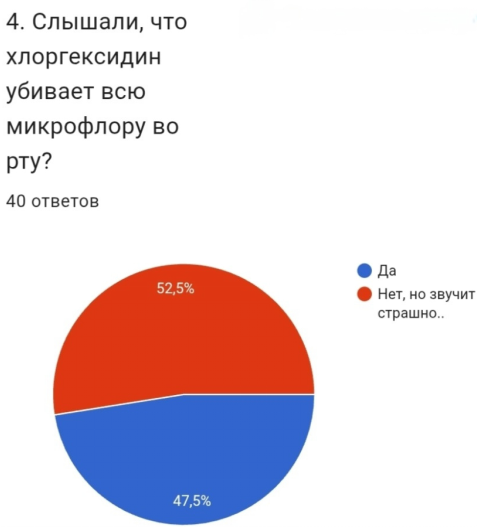 4. Слышали, что
хлоргексидин
убивает всю
микрофлору во
рту?
40 ответов
52,5%
Да
Нет, но звучит
страшно..
47,5%